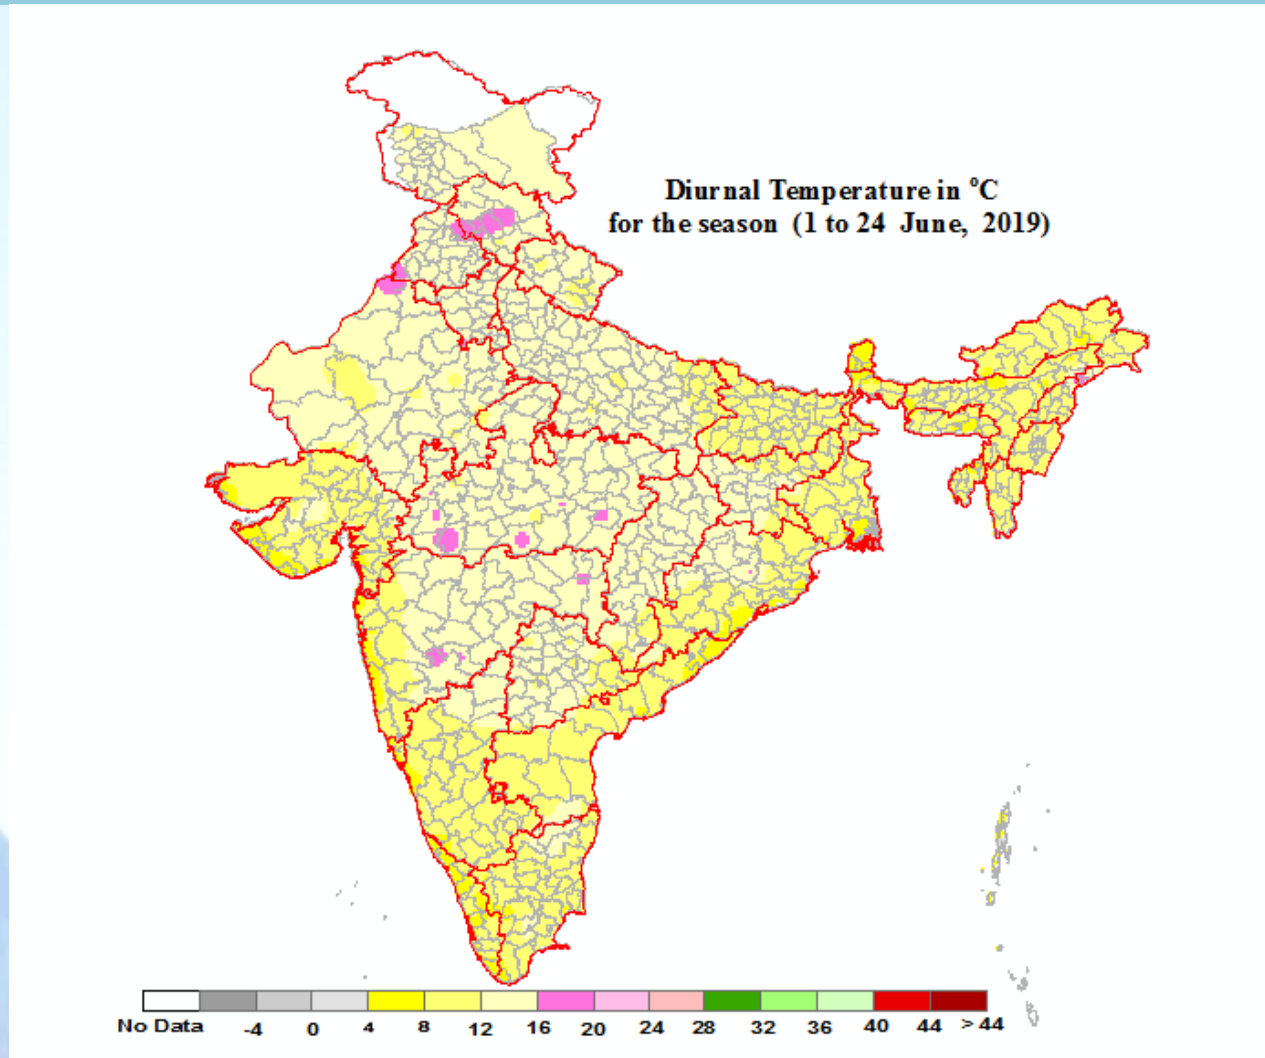 Diurnal Temperature in °C
for the season (1 to 24 June, 2019)
No Data -4 0 4 8 12 16 20 24 28 32 36 40 44 > 44